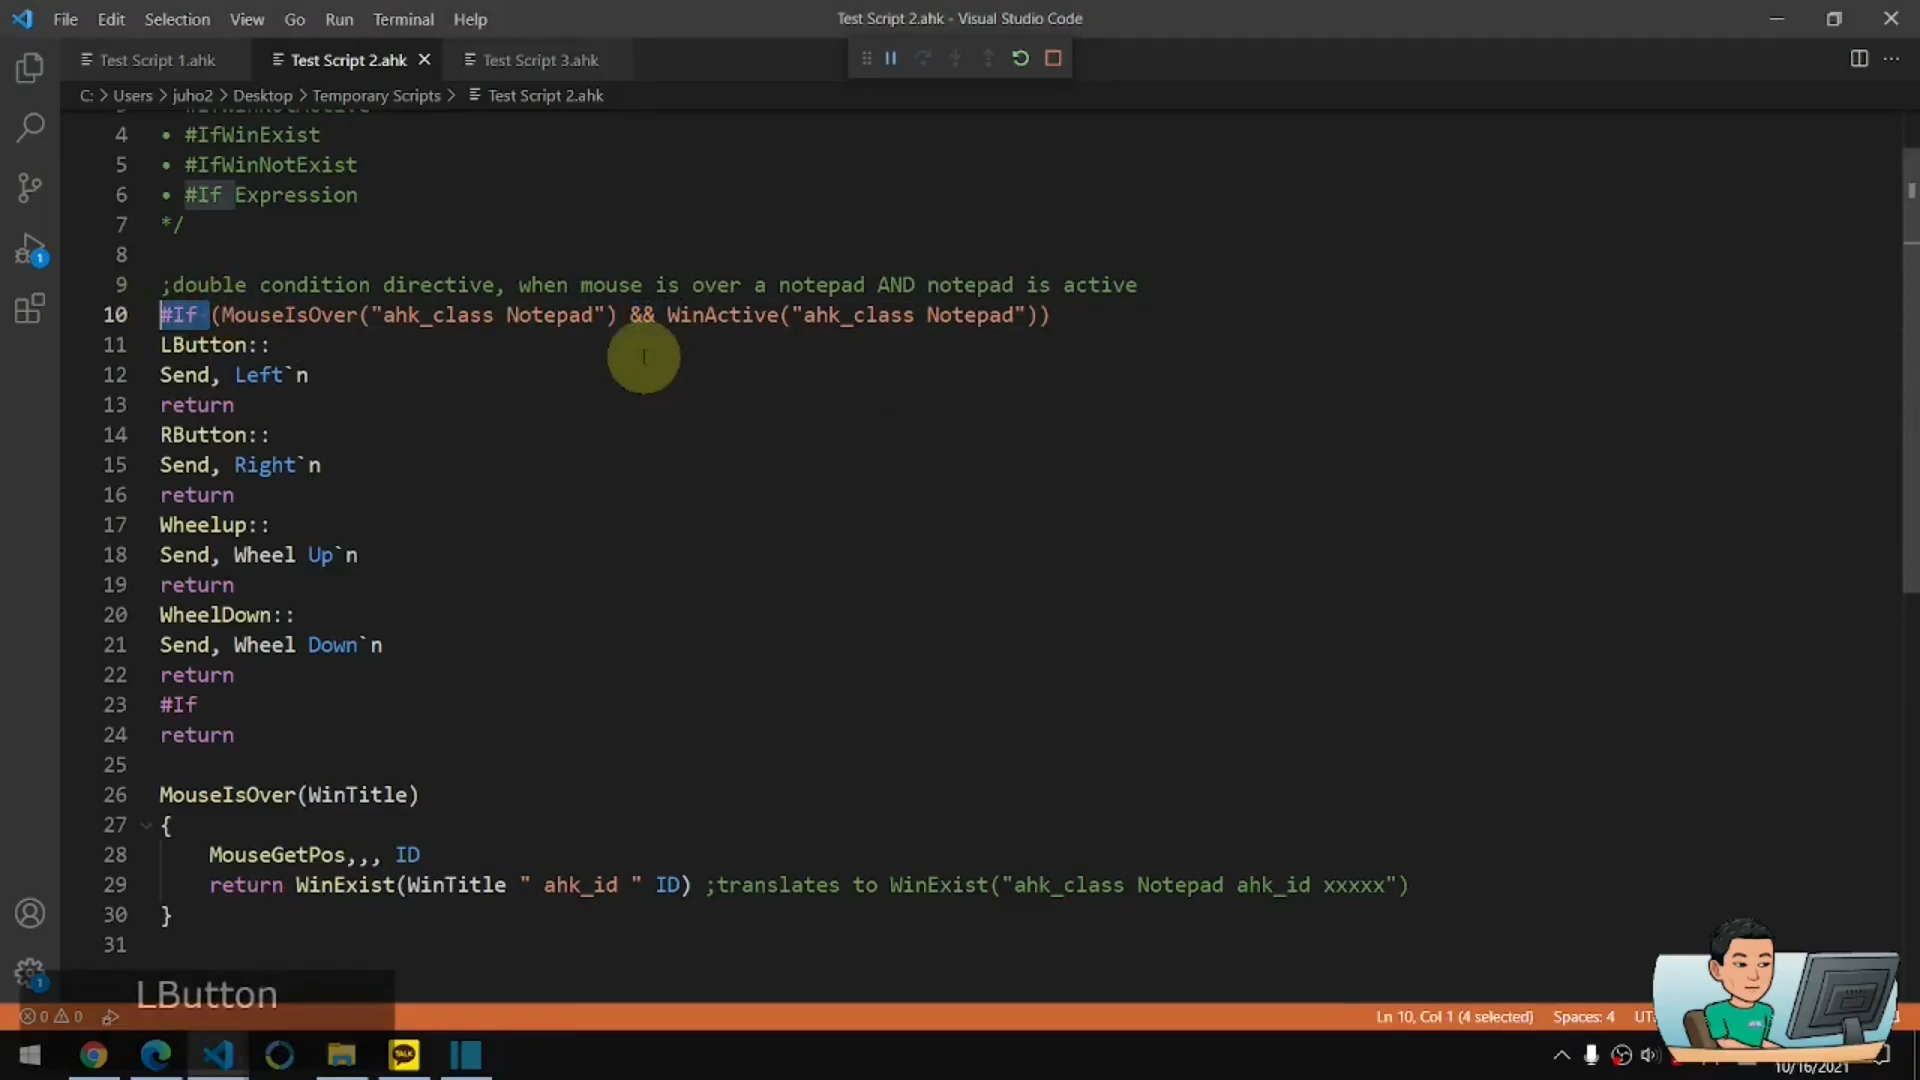 File Edit Selection View Go Run Terminal Help
Test Script 2.ahk - Visual Studio Code
Test Script 1.ahk
Test Script 2.ahk
Test Script 3.ahk
C: > Users > juho2 > Desktop > Temporary Scripts > Test Script 2.ahk
4 • #IfWinExist
5 • #IfWinNotExist
6 • #If Expression
7 */
8
9 ;double condition directive, when mouse is over a notepad AND notepad is active
10 #If (MouseIsOver("ahk_class Notepad") && WinActive("ahk_class Notepad"))
11 LButton::
12 Send, Left`n
13 return
14 RButton::
15 Send, Right`n
16 return
17 Wheelup::
18 Send, Wheel Up`n
19 return
20 WheelDown::
21 Send, Wheel Down`n
22 return
23 #If
24 return
25
26 MouseIsOver(WinTitle)
27 {
28 MouseGetPos,,, ID
29 return WinExist(WinTitle " ahk_id " ID) ;translates to WinExist("ahk_class Notepad ahk_id xxxxx")
30 }
31
1
1
LButton
0 0
Ln 10, Col 1 (4 selected) Spaces: 4
TALK
10/16/2021